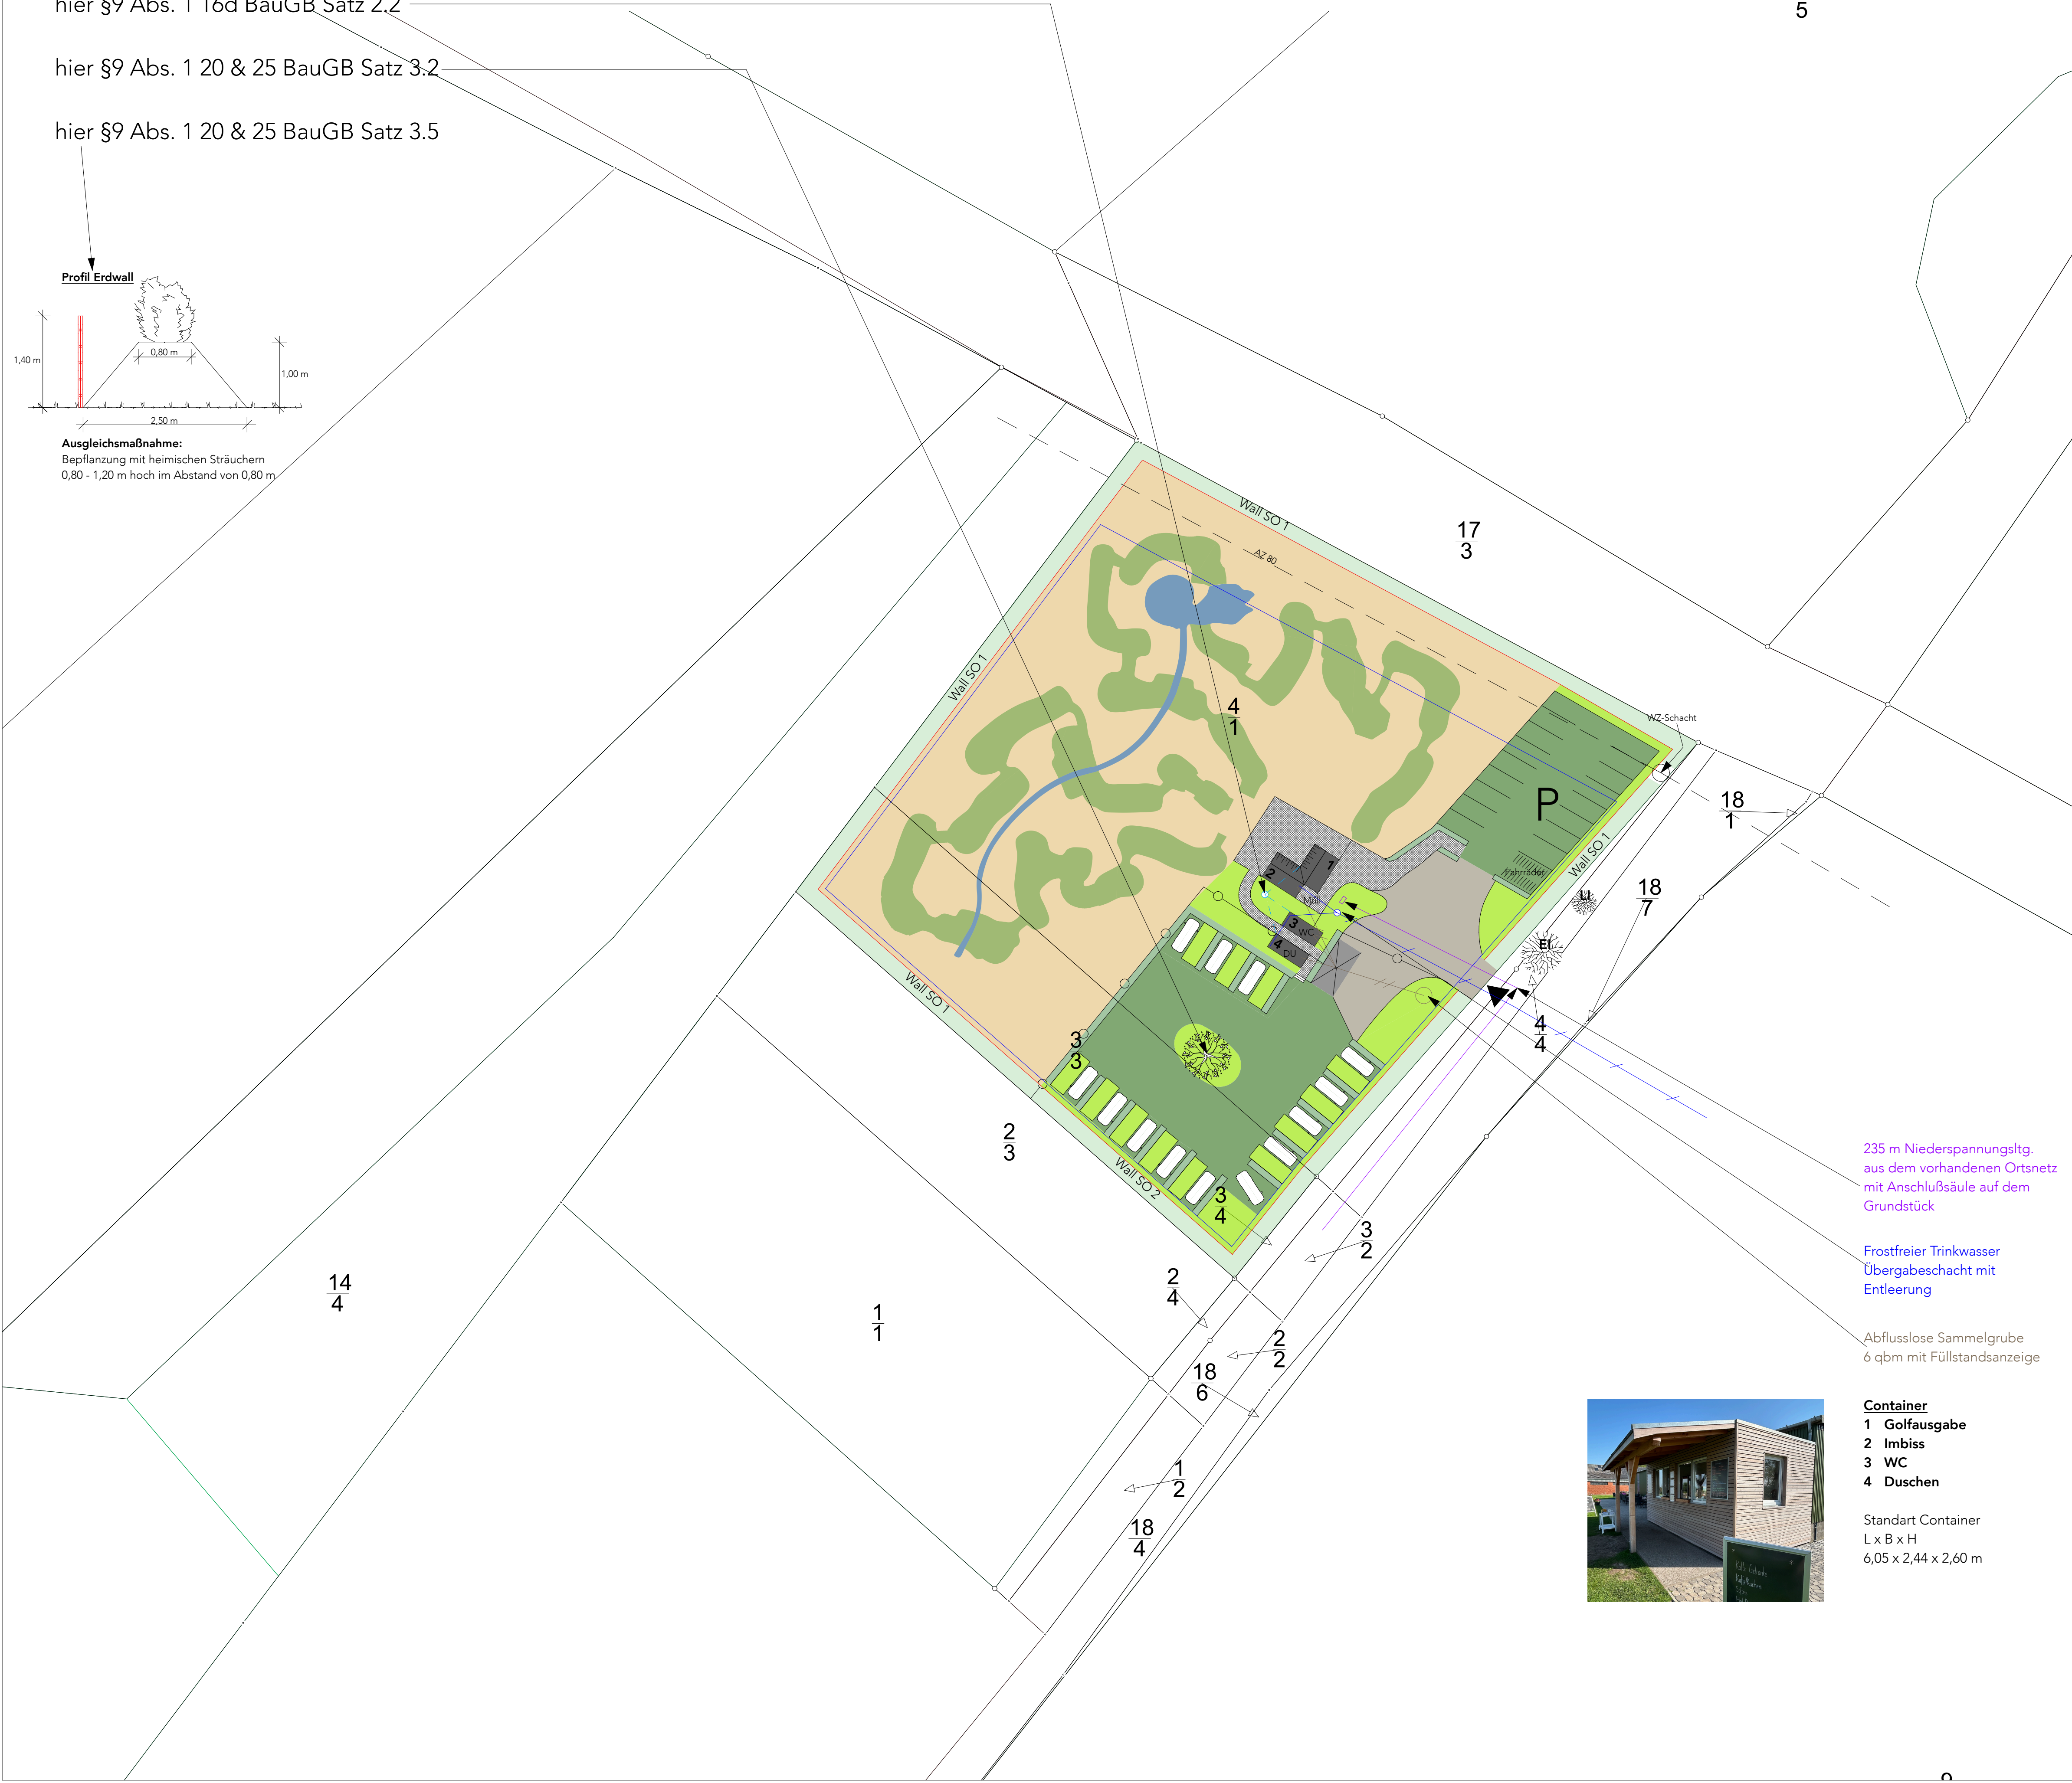 hier §9 Abs. 1 16d BauGB Satz 2.2
5
hier §9 Abs. 1 20 & 25 BauGB Satz 3.2
hier §9 Abs. 1 20 & 25 BauGB Satz 3.5
Profil Erdwall
1,40 m
0,80 m
1,00 m
2,50 m
Ausgleichsmaßnahme:
Bepflanzung mit heimischen Sträuchern
0,80 - 1,20 m hoch im Abstand von 0,80 m
Wall SO 1
17
3
AZ 80
Wall SO 1
4
1
WZ-Schacht
P
18
1
Wall SO 1
Fahrräder
1
2
Müll
3
WC
4
DU
LI
18
7
EI
Wall SO 1
4
4
3
3
2
3
Wall SO 2
3
4
3
2
2
4
2
2
18
6
14
4
1
1
1
2
18
4
235 m Niederspannungsltg.
aus dem vorhandenen Ortsnetz
mit Anschlußsäule auf dem
Grundstück
Frostfreier Trinkwasser
Übergabeschacht mit
Entleerung
Abflusslose Sammelgrube
6 qbm mit Füllstandsanzeige
Container
1 Golfausgabe
2 Imbiss
3 WC
4 Duschen
Standart Container
L x B x H
6,05 x 2,44 x 2,60 m